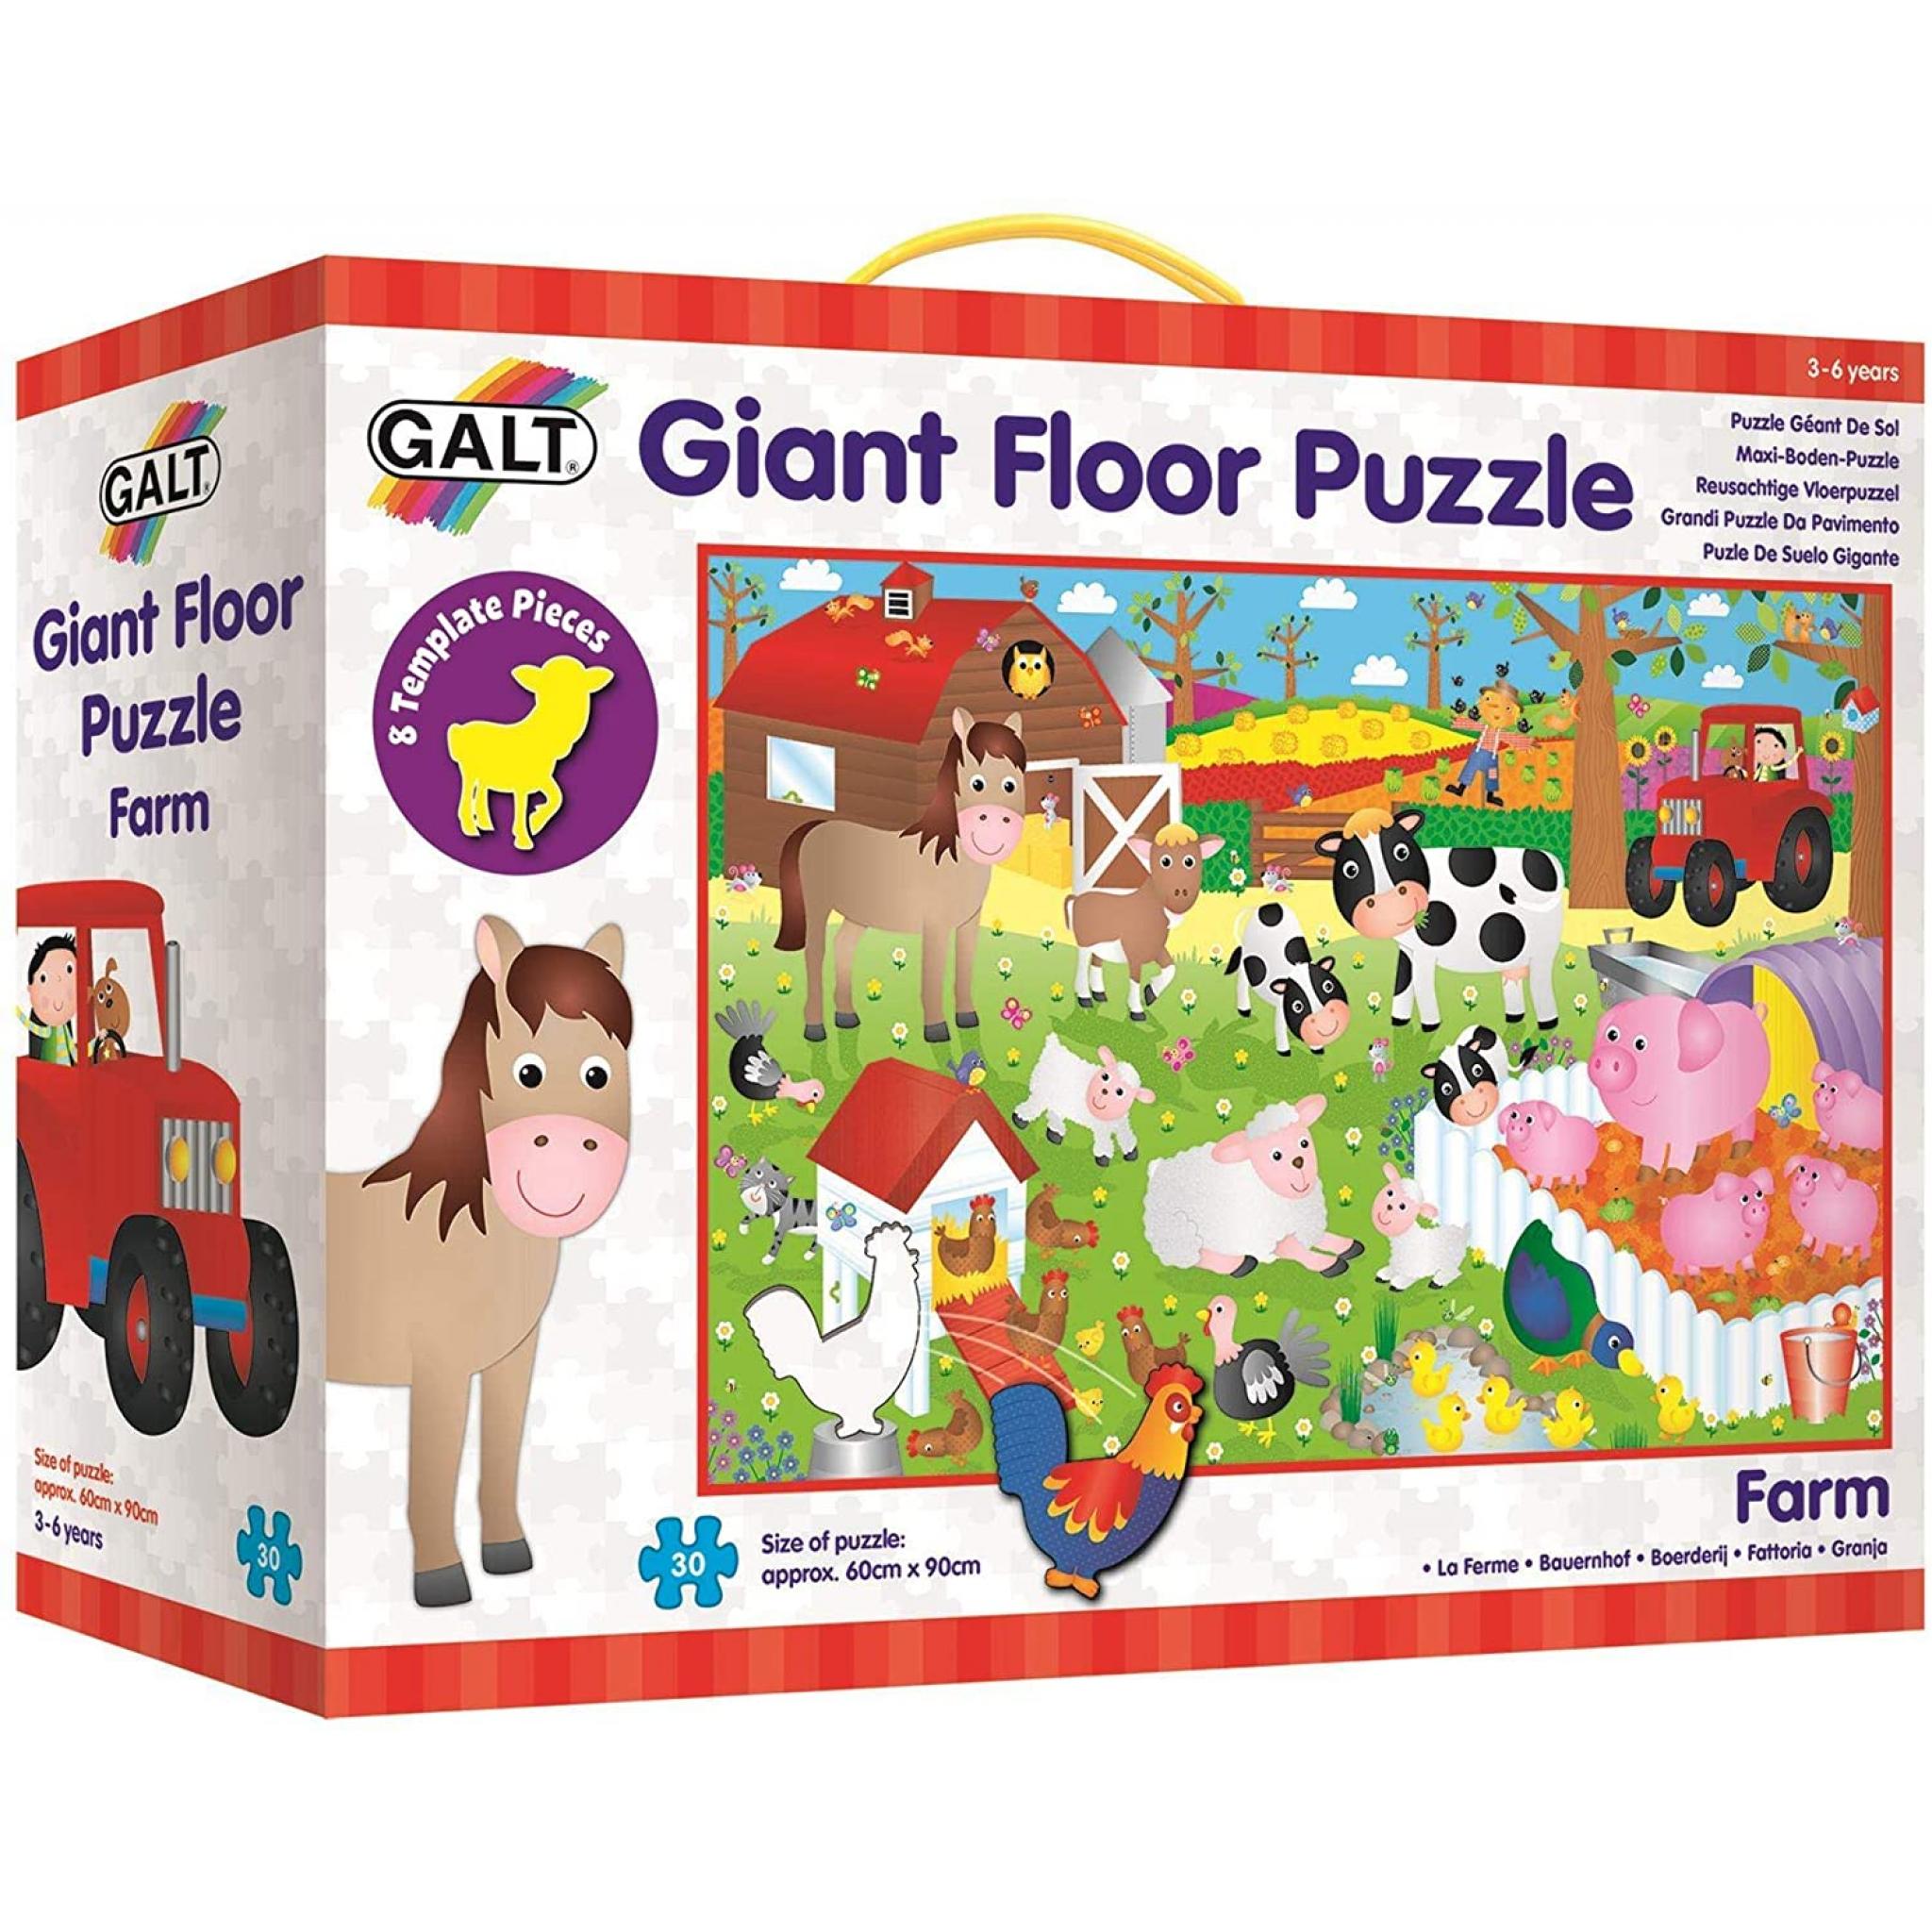 GALT
Giant Floor
Puzzle
Farm
Size of puzzle:
approx. 60cm x 90cm
3-6 years
30
3-6 years
GALT®
Giant Floor Puzzle
Puzzle Géant De Sol
Maxi-Boden-Puzzle
Reusachtige Vloerpuzzel
Grandi Puzzle Da Pavimento
Puzle De Suelo Gigante
8 Template Pieces
30
Size of puzzle:
approx. 60cm x 90cm
Farm
• La Ferme • Bauernhof • Boerderij • Fattoria • Granja